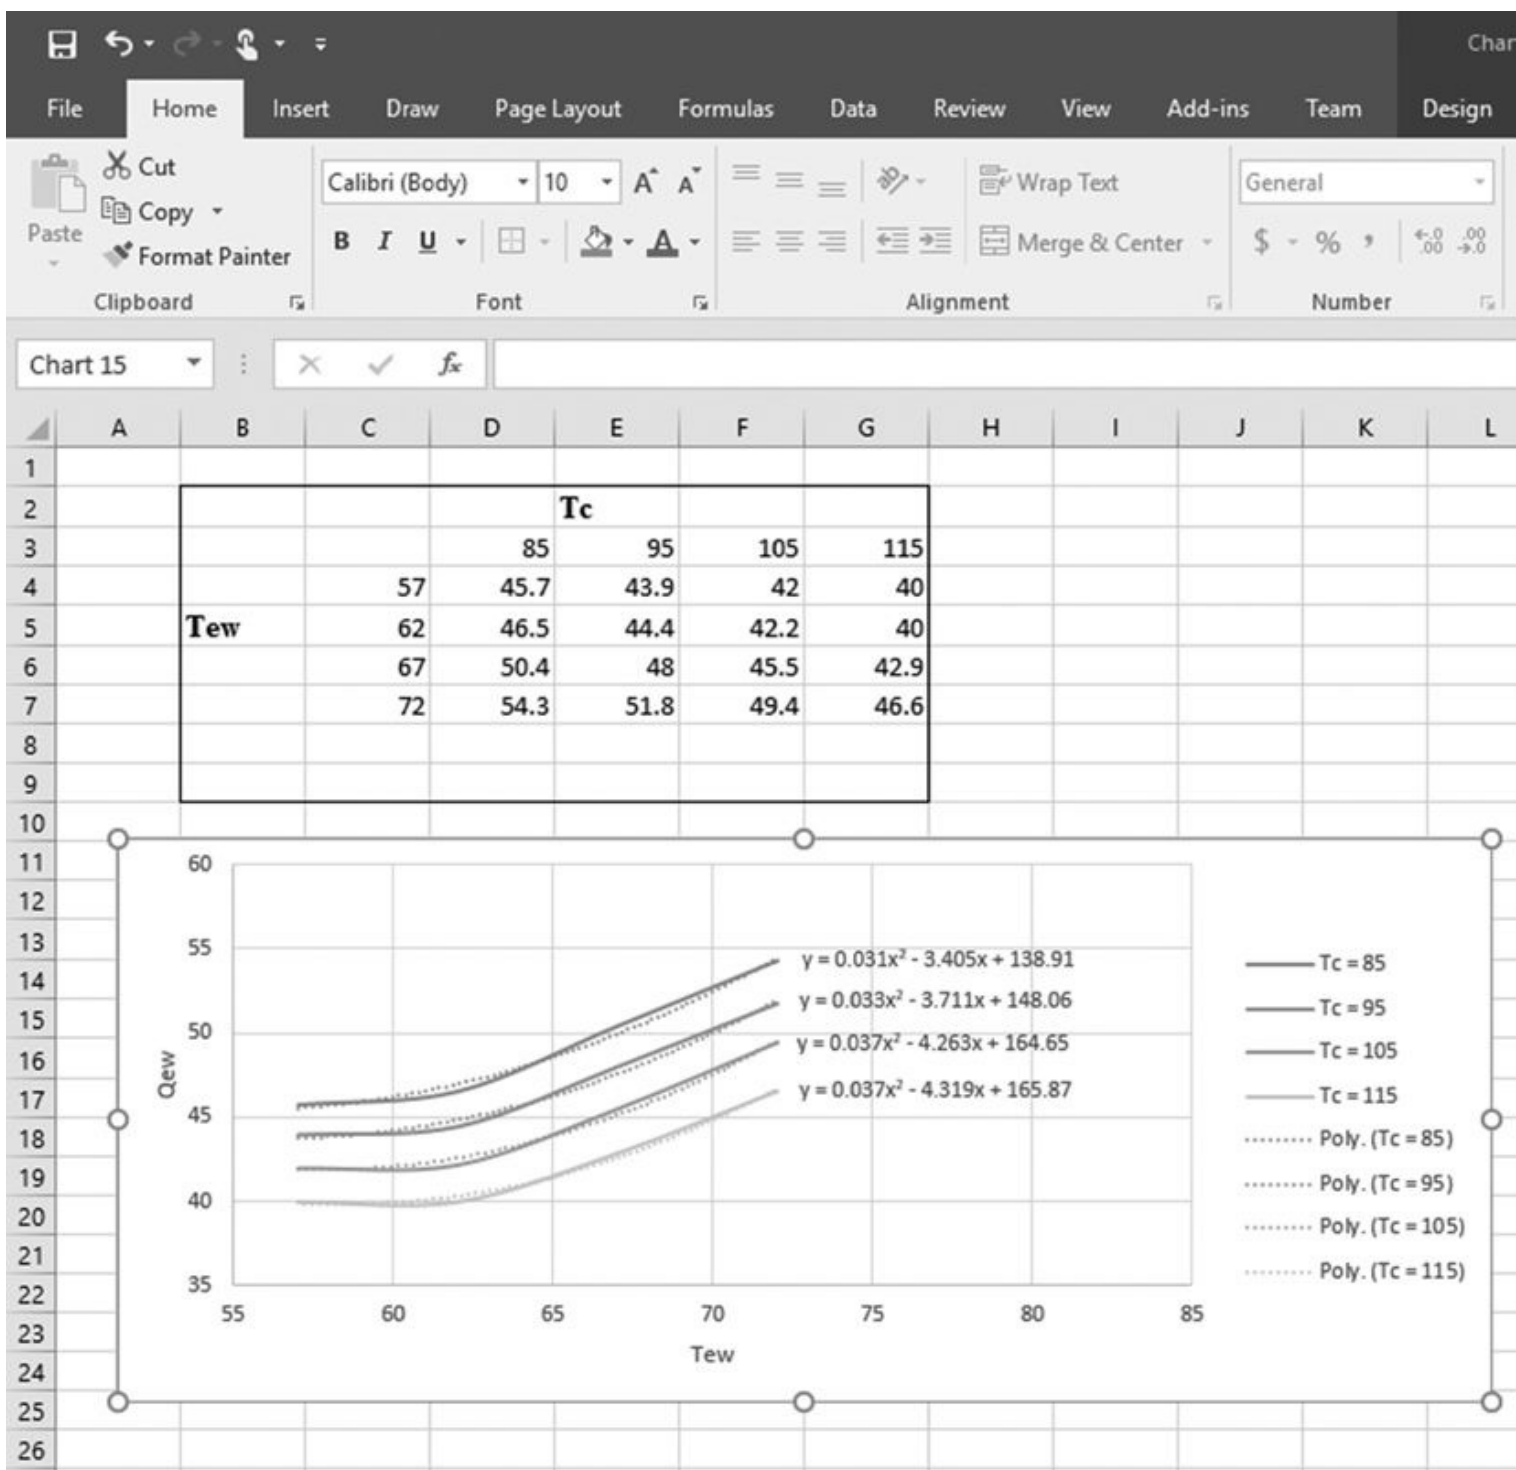 Char
File Home Insert Draw Page Layout Formulas Data Review View Add-ins Team Design
Cut
Copy
Paste
Format Painter
Clipboard
Calibri (Body) 10 A A
B I U A
Font
Wrap Text
Merge & Center
Alignment
General
$ % , .00 .00
Number
Chart 15 fx
A B C D E F G H I J K L
1
2 Tc
3 85 95 105 115
4 57 45.7 43.9 42 40
5 Tew 62 46.5 44.4 42.2 40
6 67 50.4 48 45.5 42.9
7 72 54.3 51.8 49.4 46.6
8
9
10
11
12
13
14
15
16
17
18
19
20
21
22
23
24
25
26
60
55
50
45
40
35
Qew
55 60 65 70 75 80 85
Tew
y = 0.031x² - 3.405x + 138.91
y = 0.033x² - 3.711x + 148.06
y = 0.037x² - 4.263x + 164.65
y = 0.037x² - 4.319x + 165.87
Tc = 85
Tc = 95
Tc = 105
Tc = 115
Poly. (Tc = 85)
Poly. (Tc = 95)
Poly. (Tc = 105)
Poly. (Tc = 115)